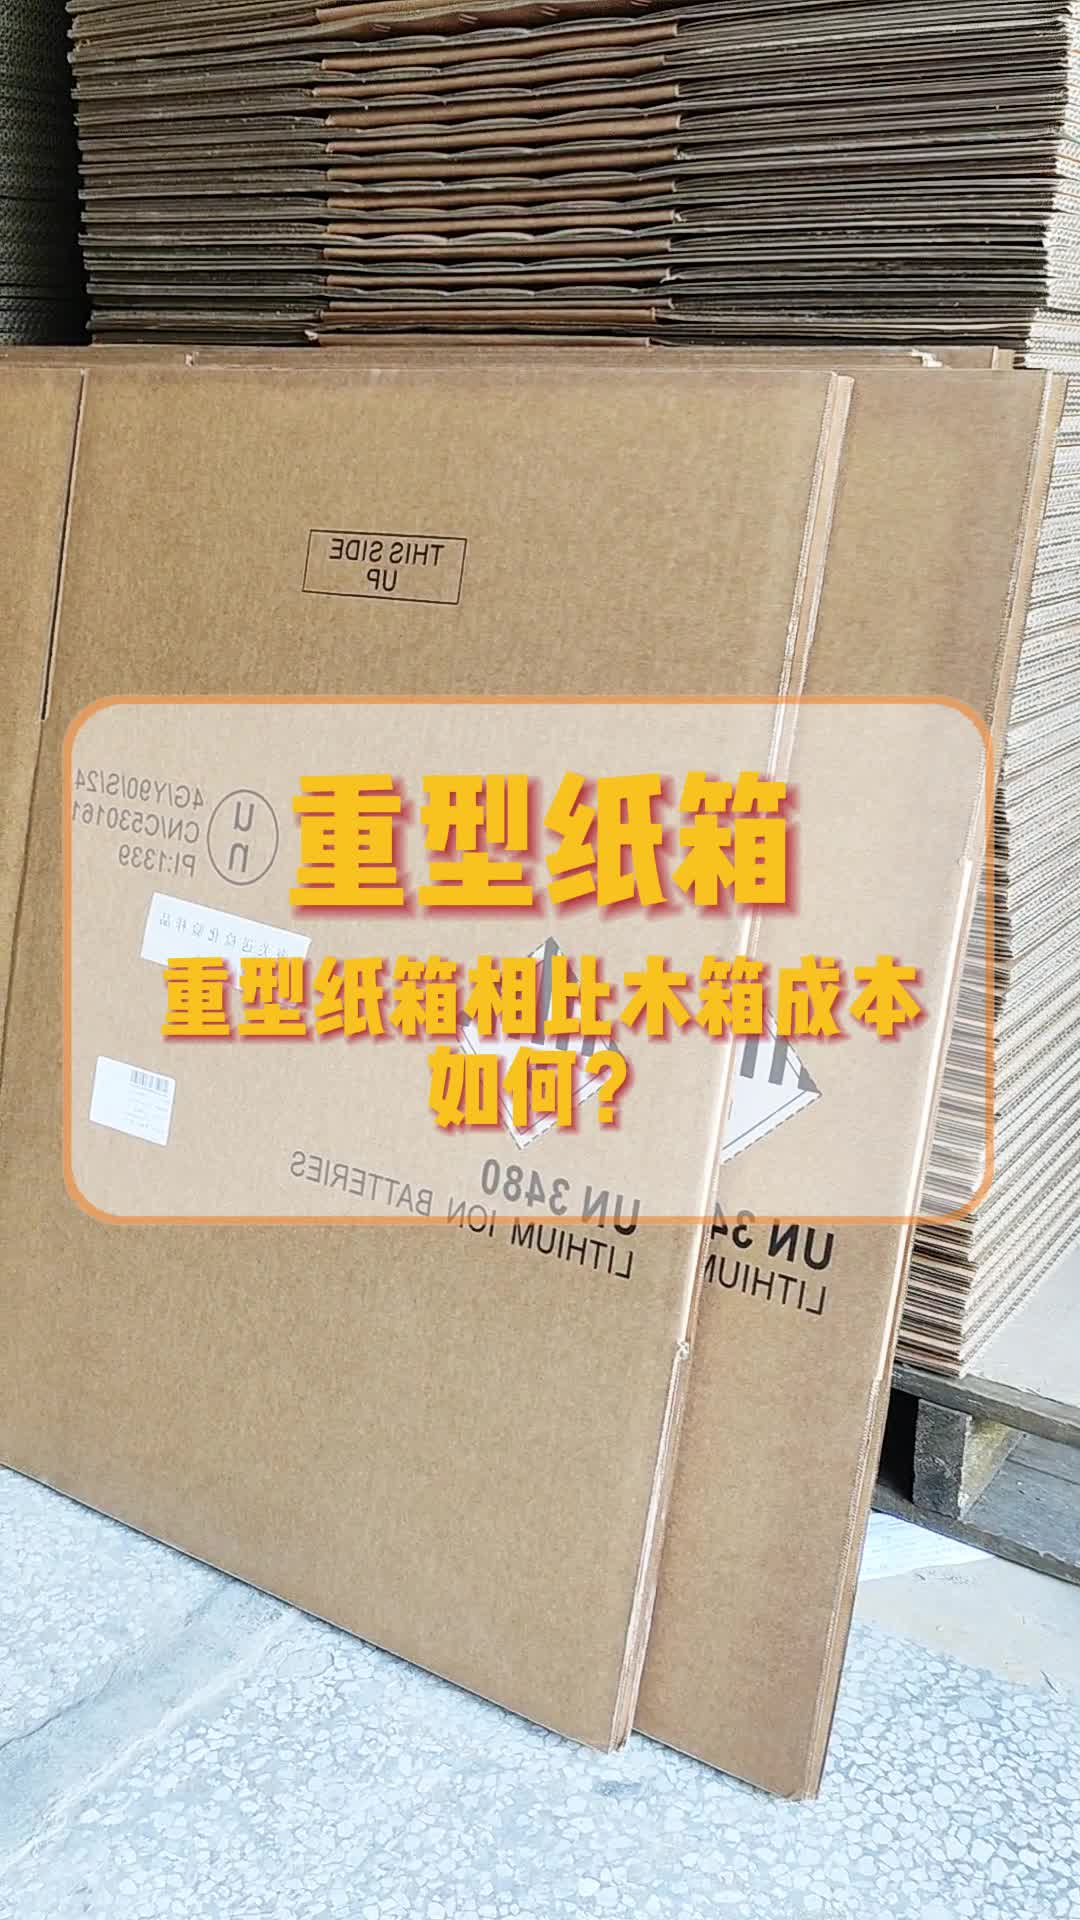 THIS SIDE
UP
4G/Y90/S/24
CN/C530161
PI:1339
u
n
重型纸箱
重型纸箱相比木箱成本
如何?
UN 3480
LITHIUM ION BATTERIES
UN 34
LITHIUM